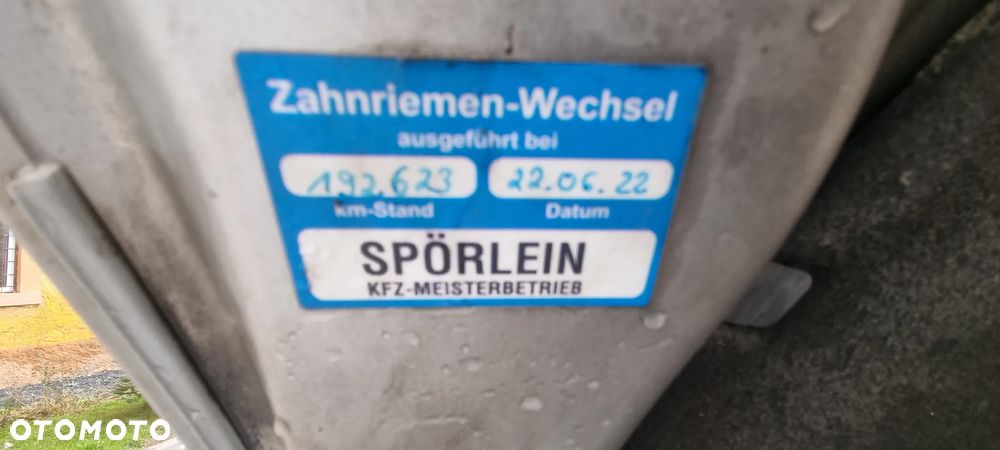 Zahnriemen-Wechsel
ausgeführt bei
192.623 22.06.22
km-Stand Datum
SPÖRLEIN
KFZ-MEISTERBETRIEB
OTOMOTO